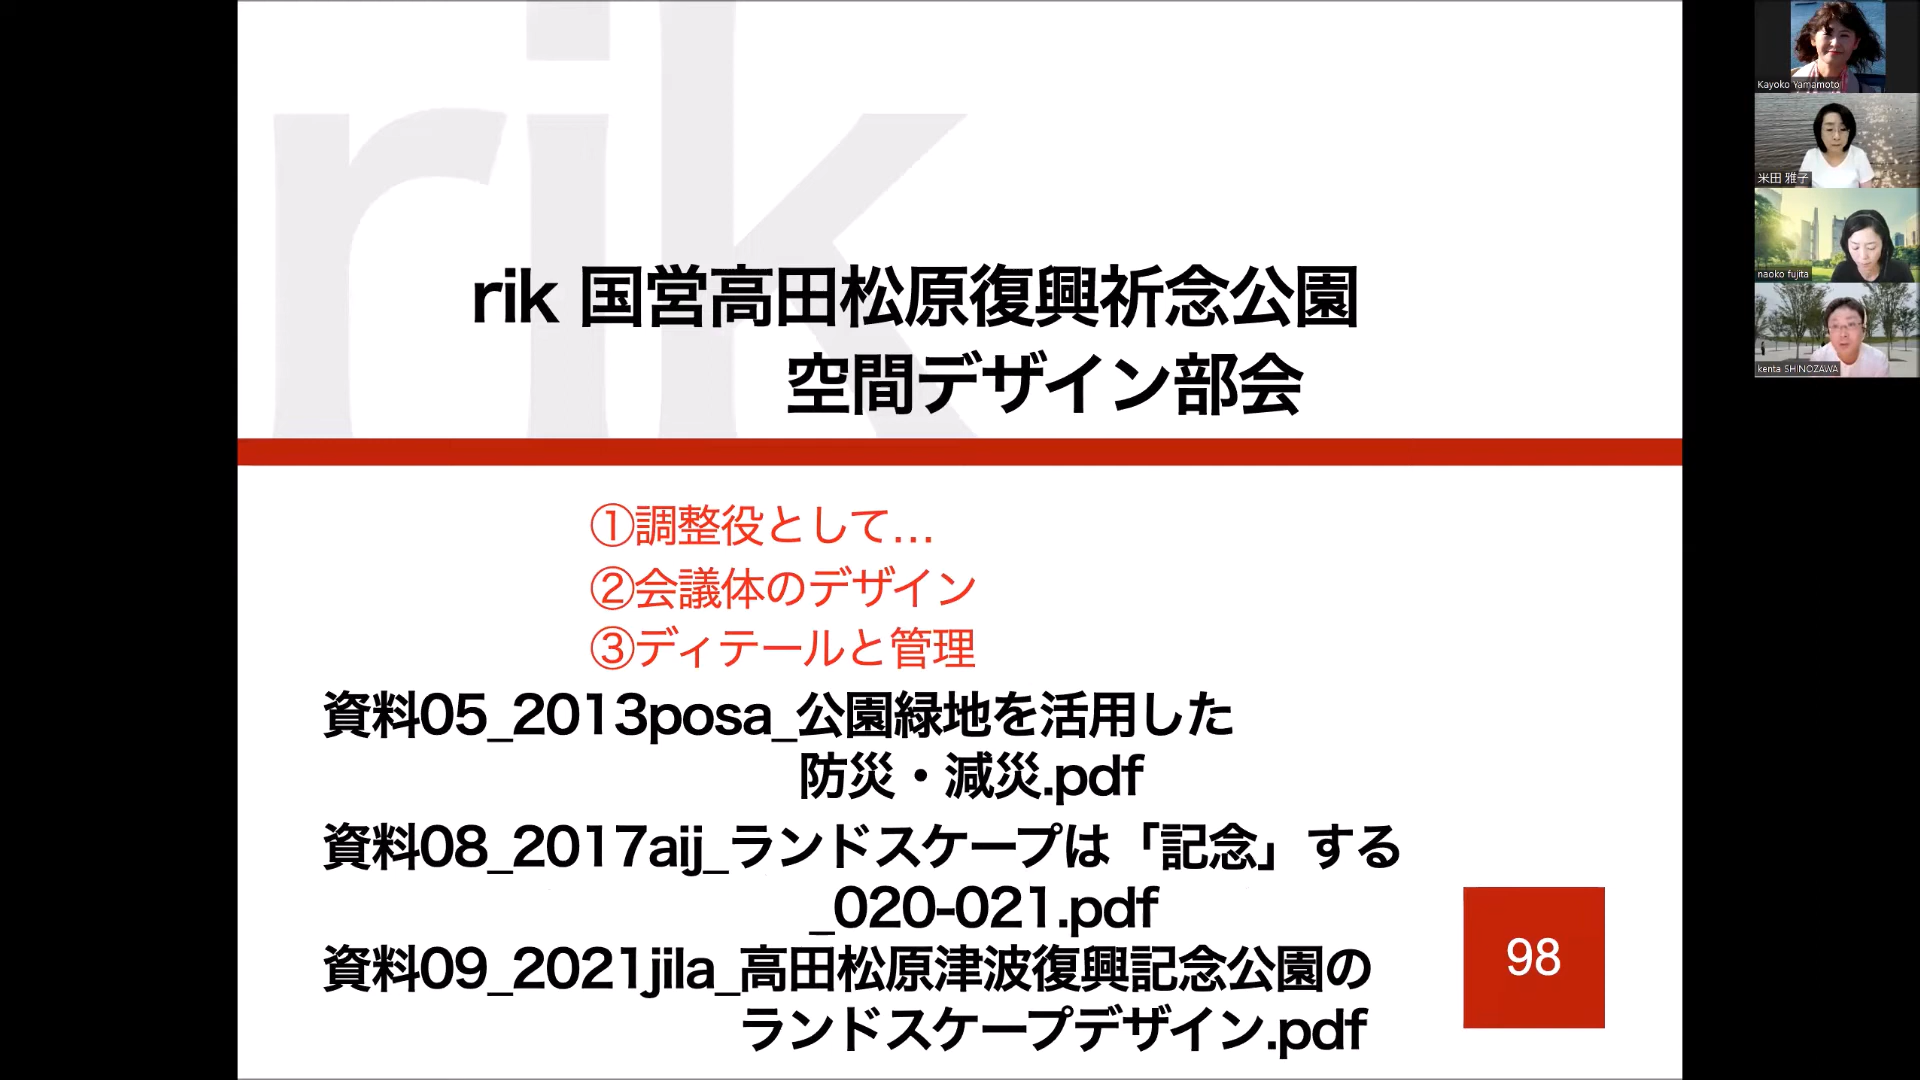 rik
rik 国営高田松原復興祈念公園
空間デザイン部会
①調整役として…
②会議体のデザイン
③ディテールと管理
資料05_2013posa_公園緑地を活用した
防災・減災.pdf
資料08_2017aij_ランドスケープは「記念」する
_020-021.pdf
資料09_2021jila_高田松原津波復興記念公園の
ランドスケープデザイン.pdf
98
Kayoko Yamamoto
米田 雅子
naoko fujita
kenta SHINOZAWA